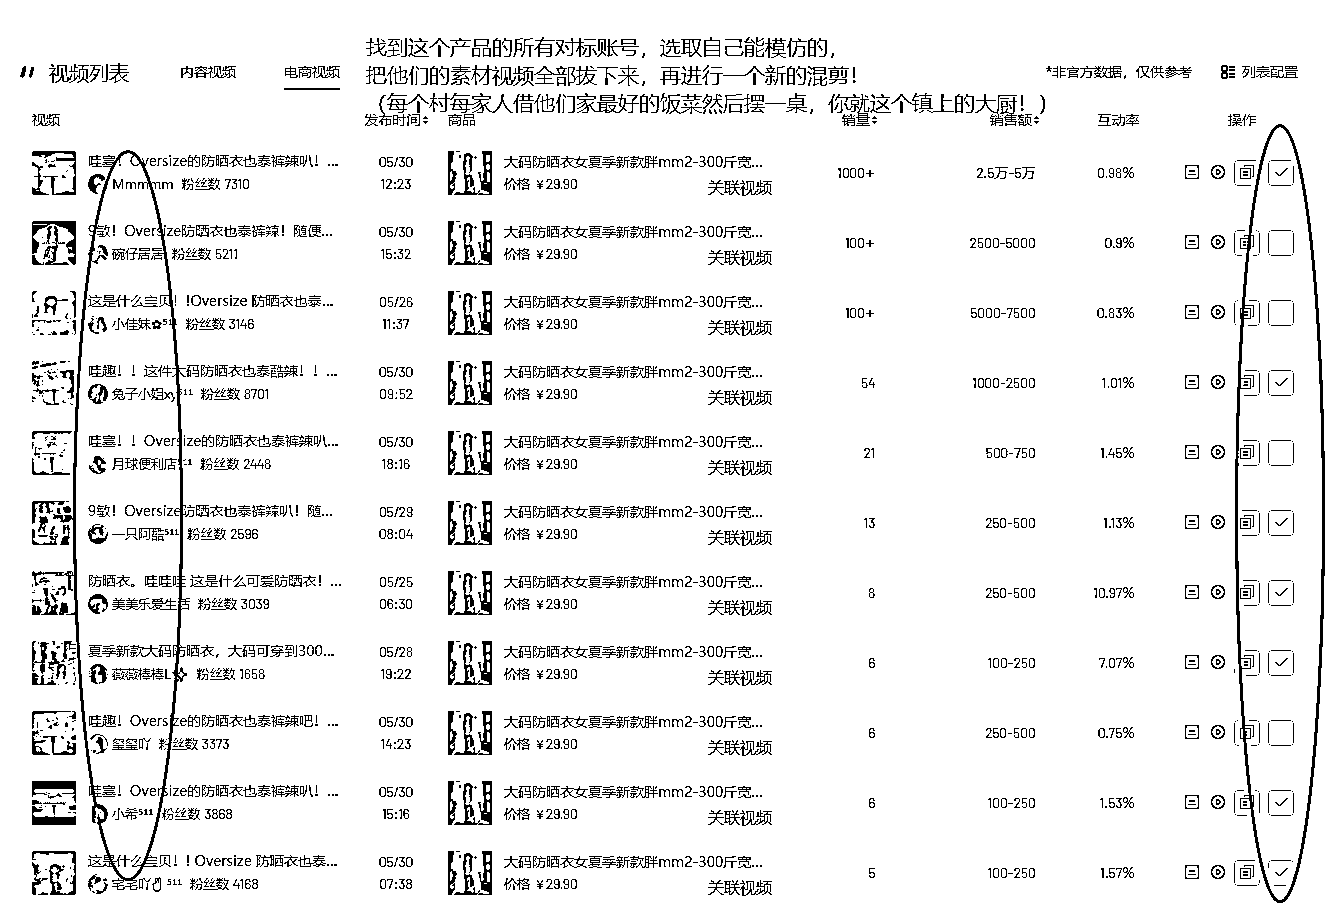 找到这个产品的所有对标账号，选取自己能模仿的，
把他们的素材视频全部拔下来，再进行一个新的混剪！
（每个村每家人借他们家最好的饭菜然后摆一桌，你就这个镇上的大厨！）
视频列表 内容视频 电商视频 *非官方数据，仅供参考 列表配置
视频 发布时间 商品 销量 销售额 互动率 操作
哇塞！Oversize的防晒衣也泰裤辣叭！... 05/30 大码防晒衣女夏季新款胖mm2-300斤宽...
Mmmmmm 粉丝数 7310 12:23 价格 ¥29.90 关联视频 1000+ 2.5万-5万 0.98%
9敏！Oversize防晒衣也泰裤辣！随便... 05/30 大码防晒衣女夏季新款胖mm2-300斤宽...
碗仔居居 粉丝数 5211 15:32 价格 ¥29.90 关联视频 100+ 2500-5000 0.9%
这是什么宝贝！!Oversize 防晒衣也泰... 05/26 大码防晒衣女夏季新款胖mm2-300斤宽...
小佳妹✿⁵¹¹ 粉丝数 3146 11:37 价格 ¥29.90 关联视频 100+ 5000-7500 0.83%
哇趣！！这件大码防晒衣也泰酷辣！！... 05/30 大码防晒衣女夏季新款胖mm2-300斤宽...
兔子小姐xy⁵¹¹ 粉丝数 8701 09:52 价格 ¥29.90 关联视频 54 1000-2500 1.01%
哇塞！！Oversize的防晒衣也泰裤辣叭... 05/30 大码防晒衣女夏季新款胖mm2-300斤宽...
月球便利店⁵¹¹ 粉丝数 2448 18:16 价格 ¥29.90 关联视频 21 500-750 1.45%
9敏！Oversize防晒衣也泰裤辣叭！随... 05/29 大码防晒衣女夏季新款胖mm2-300斤宽...
一只阿酷⁵¹¹ 粉丝数 2596 08:04 价格 ¥29.90 关联视频 13 250-500 1.13%
防晒衣。哇哇哇 这是什么可爱防晒衣！... 05/25 大码防晒衣女夏季新款胖mm2-300斤宽...
美美乐爱生活 粉丝数 3039 06:30 价格 ¥29.90 关联视频 8 250-500 10.97%
夏季新款大码防晒衣，大码可穿到300... 05/28 大码防晒衣女夏季新款胖mm2-300斤宽...
薇薇棒棒L 粉丝数 1658 19:22 价格 ¥29.90 关联视频 6 100-250 7.07%
哇趣！Oversize的防晒衣也泰裤辣吧！... 05/30 大码防晒衣女夏季新款胖mm2-300斤宽...
玺玺吖 粉丝数 3373 14:23 价格 ¥29.90 关联视频 6 250-500 0.75%
哇塞！Oversize的防晒衣也泰裤辣叭！... 05/30 大码防晒衣女夏季新款胖mm2-300斤宽...
小希⁵¹¹ 粉丝数 3868 15:16 价格 ¥29.90 关联视频 6 100-250 1.53%
这是什么宝贝！! Oversize 防晒衣也泰... 05/30 大码防晒衣女夏季新款胖mm2-300斤宽...
宅宅吖 ⁵¹¹ 粉丝数 4168 07:38 价格 ¥29.90 关联视频 5 100-250 1.57%